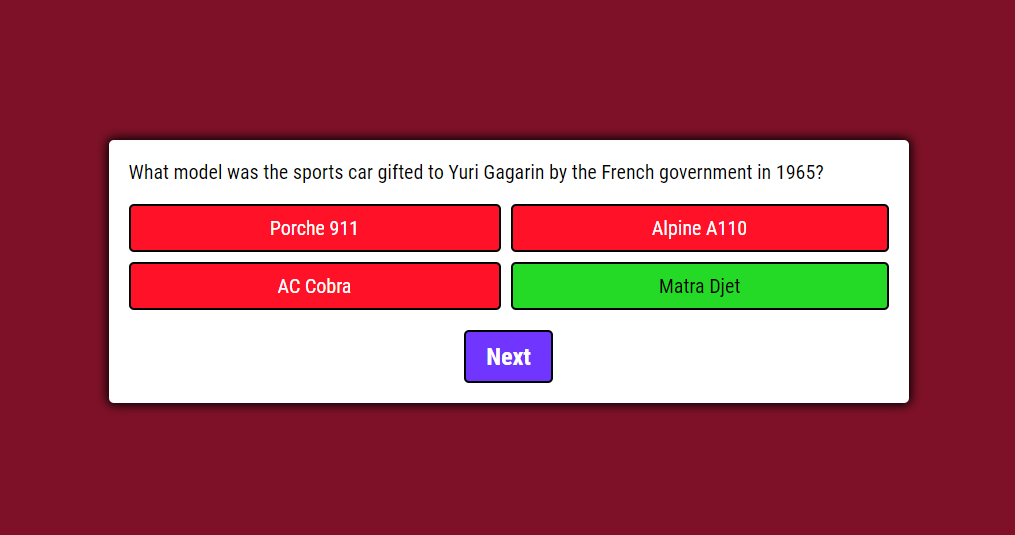 What model was the sports car gifted to Yuri Gagarin by the French government in 1965?
Porche 911
Alpine A110
AC Cobra
Matra Djet
Next